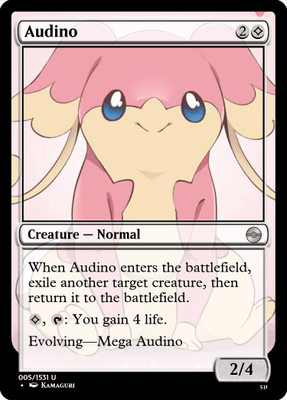 Audino 2
Creature — Normal
When Audino enters the battlefield,
exile another target creature, then
return it to the battlefield.
, : You gain 4 life.
Evolving—Mega Audino
2/4
005/1531 U
• Kamaguri